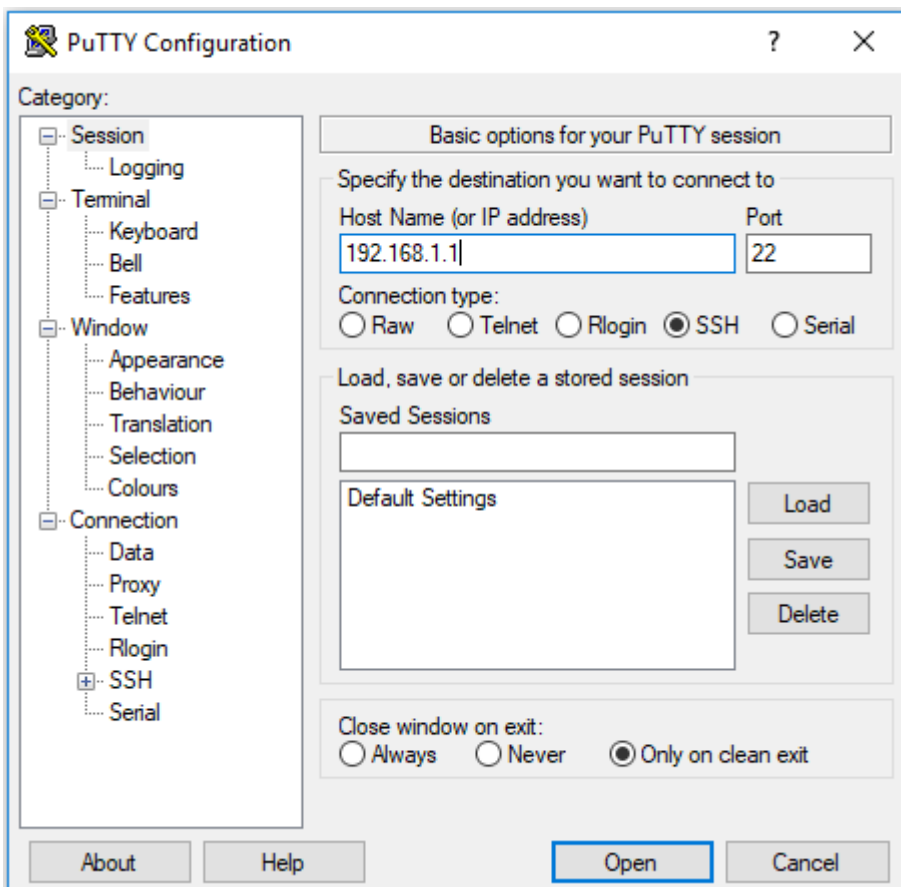 PuTTY Configuration
?
Category:
Session
Logging
Terminal
Keyboard
Bell
Features
Window
Appearance
Behaviour
Translation
Selection
Colours
Connection
Data
Proxy
Telnet
Rlogin
SSH
Serial
Basic options for your PuTTY session
Specify the destination you want to connect to
Host Name (or IP address) Port
192.168.1.1 22
Connection type:
Raw Telnet Rlogin SSH Serial
Load, save or delete a stored session
Saved Sessions
Default Settings
Load
Save
Delete
Close window on exit:
Always Never Only on clean exit
About Help Open Cancel